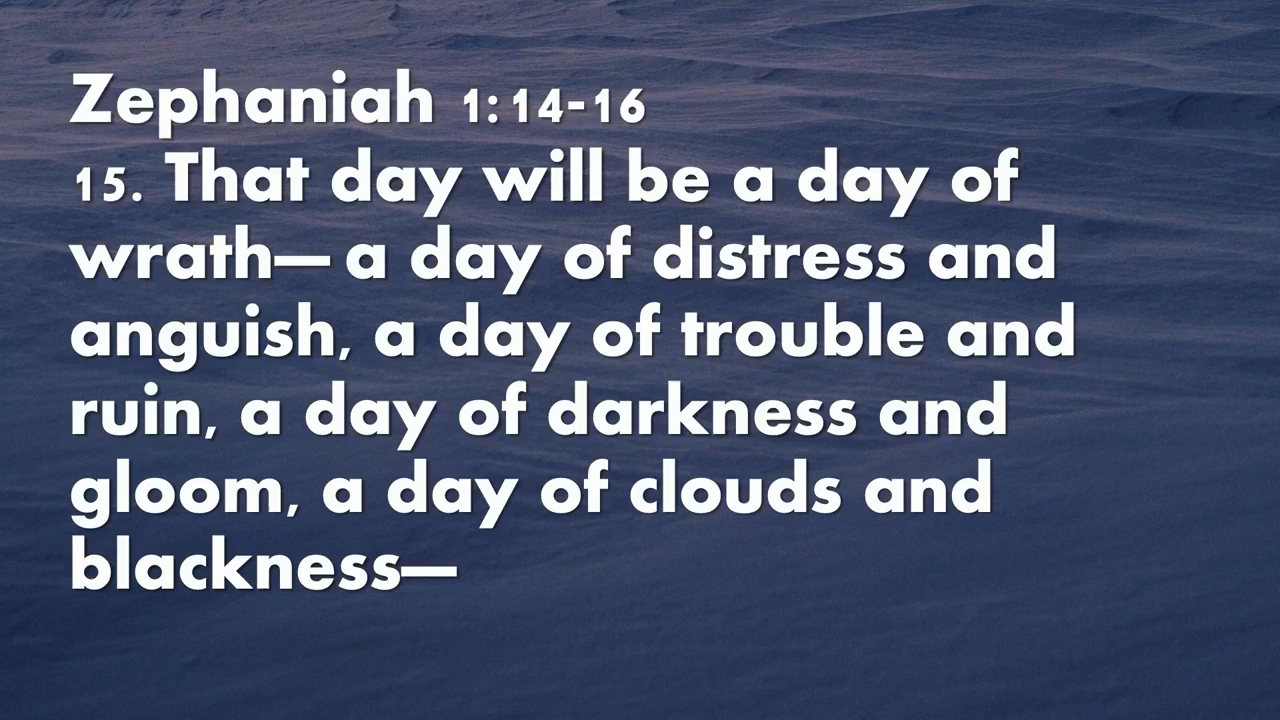 Zephaniah 1:14-16
15. That day will be a day of
wrath— a day of distress and
anguish, a day of trouble and
ruin, a day of darkness and
gloom, a day of clouds and
blackness—